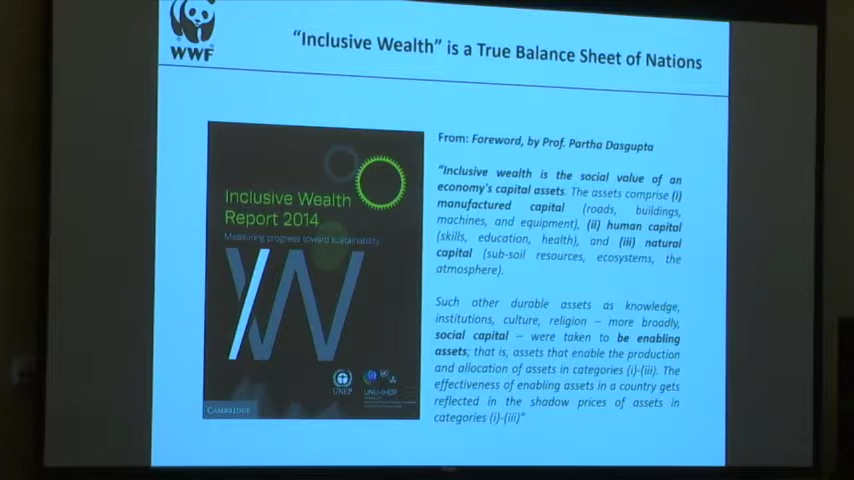 WWF
"Inclusive Wealth" is a True Balance Sheet of Nations
Inclusive Wealth
Report 2014
Measuring progress toward sustainability
UNEP
UNU-IHDP
CAMBRIDGE
From: Foreword, by Prof. Partha Dasgupta
"Inclusive wealth is the social value of an
economy's capital assets. The assets comprise (i)
manufactured capital (roads, buildings,
machines, and equipment), (ii) human capital
(skills, education, health), and (iii) natural
capital (sub-soil resources, ecosystems, the
atmosphere).
Such other durable assets as knowledge,
institutions, culture, religion – more broadly,
social capital – were taken to be enabling
assets; that is, assets that enable the production
and allocation of assets in categories (i)-(iii). The
effectiveness of enabling assets in a country gets
reflected in the shadow prices of assets in
categories (i)-(iii)"